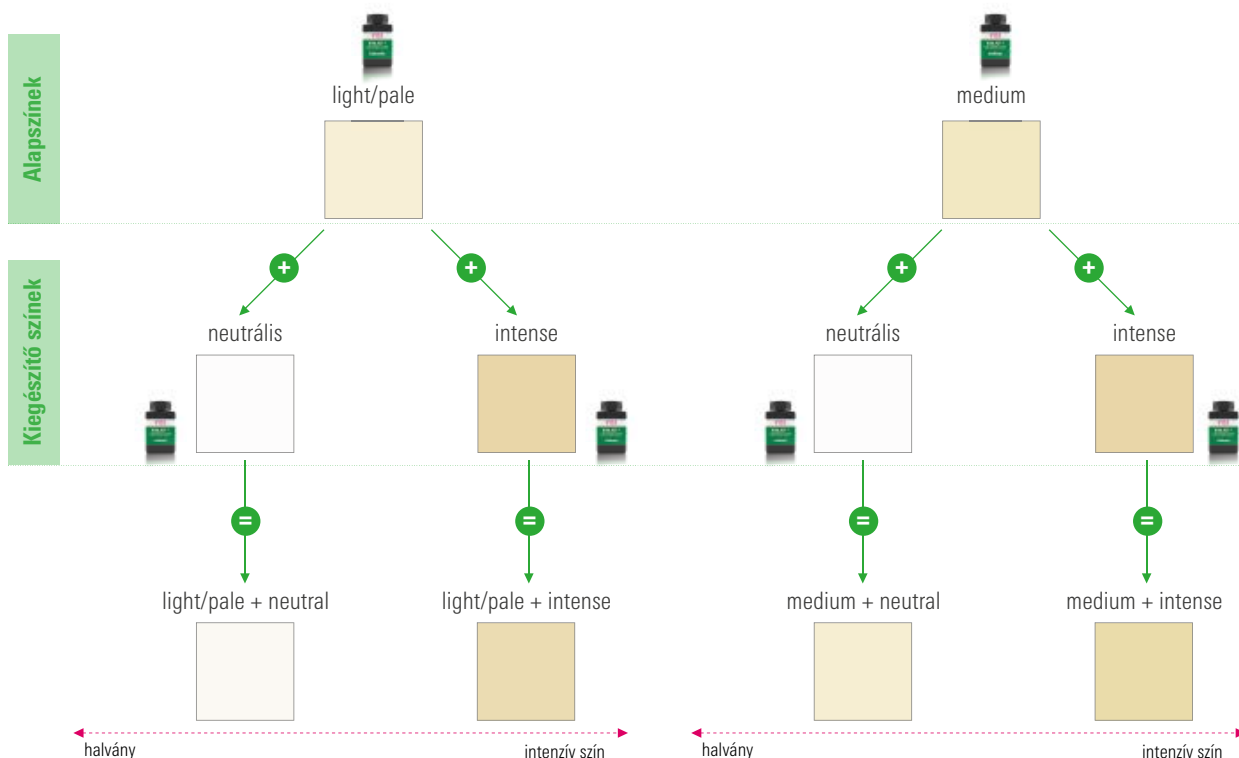 Alapszínek
light/pale
medium
+
+
+
+
Kiegészítő színek
neutrális
intense
neutrális
intense
=
=
=
=
light/pale + neutral
light/pale + intense
medium + neutral
medium + intense
halvány
intenzív szín
halvány
intenzív szín